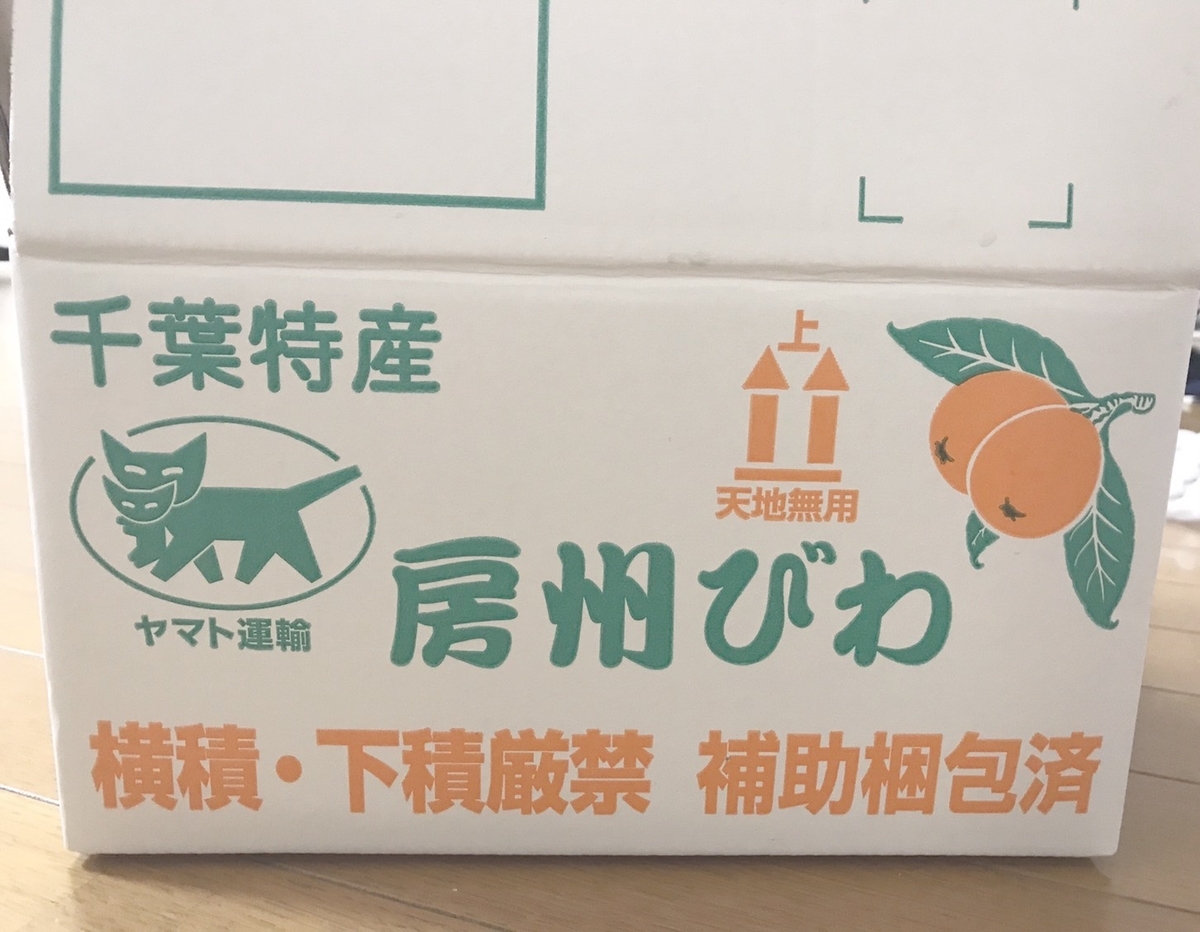 千葉特産
上
天地無用
ヤマト運輸
房州びわ
横積・下積厳禁 補助梱包済